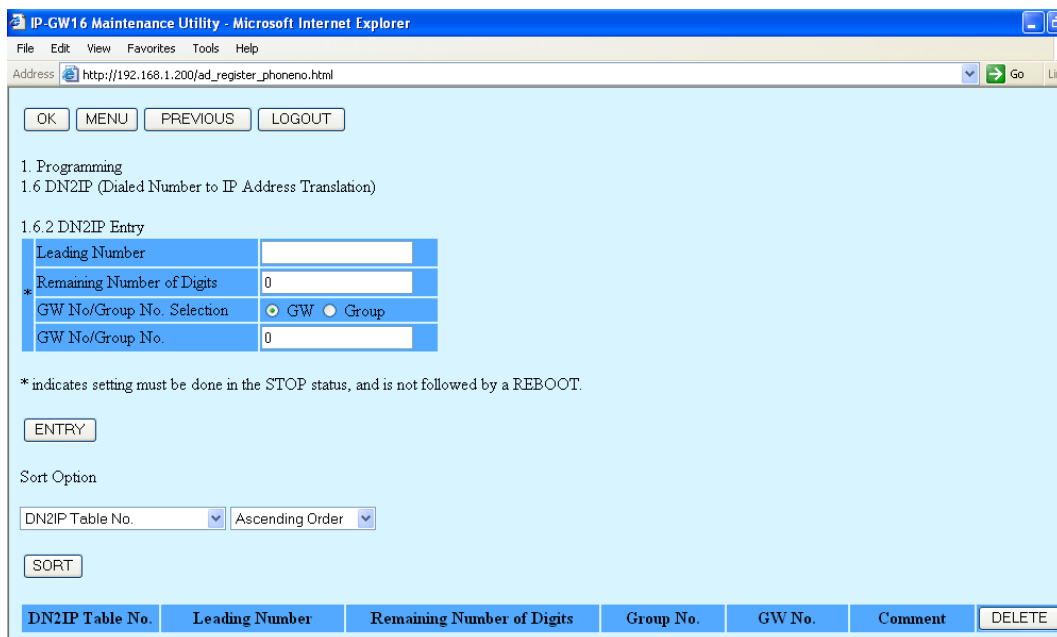 IP-GW16 Maintenance Utility - Microsoft Internet Explorer
File Edit View Favorites Tools Help
Address http://192.168.1.200/ad_register_phoneno.html Go
OK MENU PREVIOUS LOGOUT
1. Programming
1.6 DN2IP (Dialed Number to IP Address Translation)
1.6.2 DN2IP Entry
Leading Number
* Remaining Number of Digits 0
GW No/Group No. Selection GW Group
GW No/Group No. 0
* indicates setting must be done in the STOP status, and is not followed by a REBOOT.
ENTRY
Sort Option
DN2IP Table No. Ascending Order
SORT
DN2IP Table No. Leading Number Remaining Number of Digits Group No. GW No. Comment DELETE